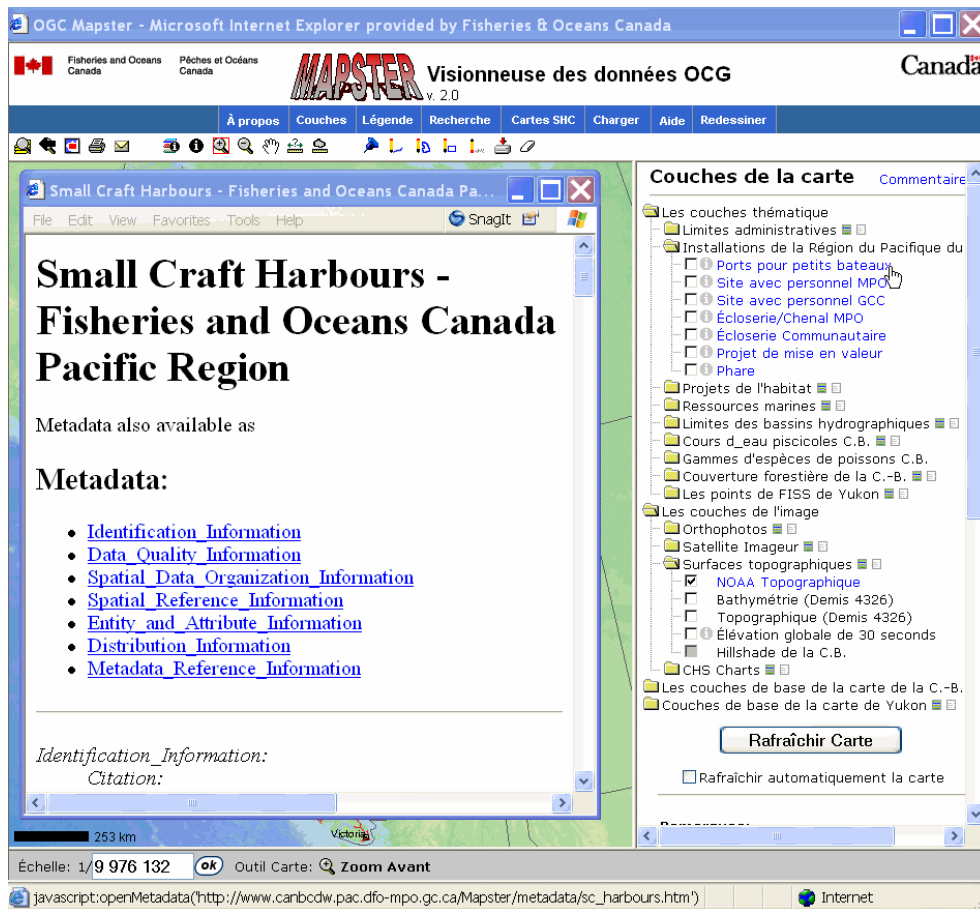 OGC Mapster - Microsoft Internet Explorer provided by Fisheries & Oceans Canada
Fisheries and Oceans Canada
Pêches et Océans Canada
MAPSTER
v. 2.0
Visionneuse des données OCG
Canada
À propos Couches Légende Recherche Cartes SHC Charger Aide Redessiner
Small Craft Harbours - Fisheries and Oceans Canada Pa...
File Edit View Favorites Tools Help
SnagIt
Small Craft Harbours -
Fisheries and Oceans Canada
Pacific Region
Metadata also available as
Metadata:
Identification_Information
Data_Quality_Information
Spatial_Data_Organization_Information
Spatial_Reference_Information
Entity_and_Attribute_Information
Distribution_Information
Metadata_Reference_Information
Identification_Information:
Citation:
253 km
Victoria
Couches de la carte
Commentaire
Les couches thématique
Limites administratives
Installations de la Région du Pacifique du
Ports pour petits bateaux
Site avec personnel MPO
Site avec personnel GCC
Écloserie/Chenal MPO
Écloserie Communautaire
Projet de mise en valeur
Phare
Projets de l'habitat
Ressources marines
Limites des bassins hydrographiques
Cours d_eau piscicoles C.B.
Gammes d'espèces de poissons C.B.
Couverture forestière de la C.-B.
Les points de FISS de Yukon
Les couches de l'image
Orthophotos
Satellite Imageur
Surfaces topographiques
NOAA Topographique
Bathymétrie (Demis 4326)
Topographique (Demis 4326)
Élévation globale de 30 seconds
Hillshade de la C.B.
CHS Charts
Les couches de base de la carte de la C.-B.
Couches de base de la carte de Yukon
Rafraîchir Carte
Rafraîchir automatiquement la carte
Échelle: 1/ 9 976 132 ok Outil Carte: Zoom Avant
javascript:openMetadata('http://www.canbcdw.pac.dfo-mpo.gc.ca/Mapster/metadata/sc_harbours.htm')
Internet